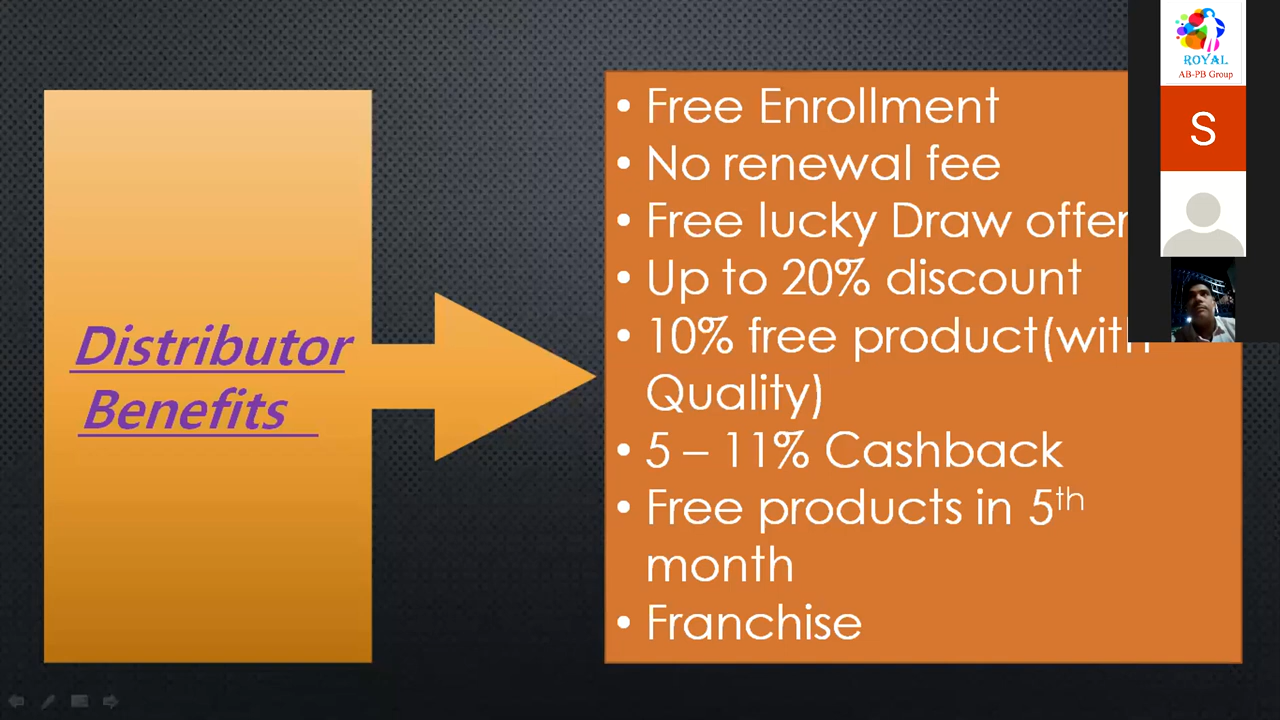 Distributor
Benefits
• Free Enrollment
• No renewal fee
• Free lucky Draw offer
• Up to 20% discount
• 10% free product(with
Quality)
• 5 – 11% Cashback
• Free products in 5th
month
• Franchise
ROYAL
AB-PB Group
S